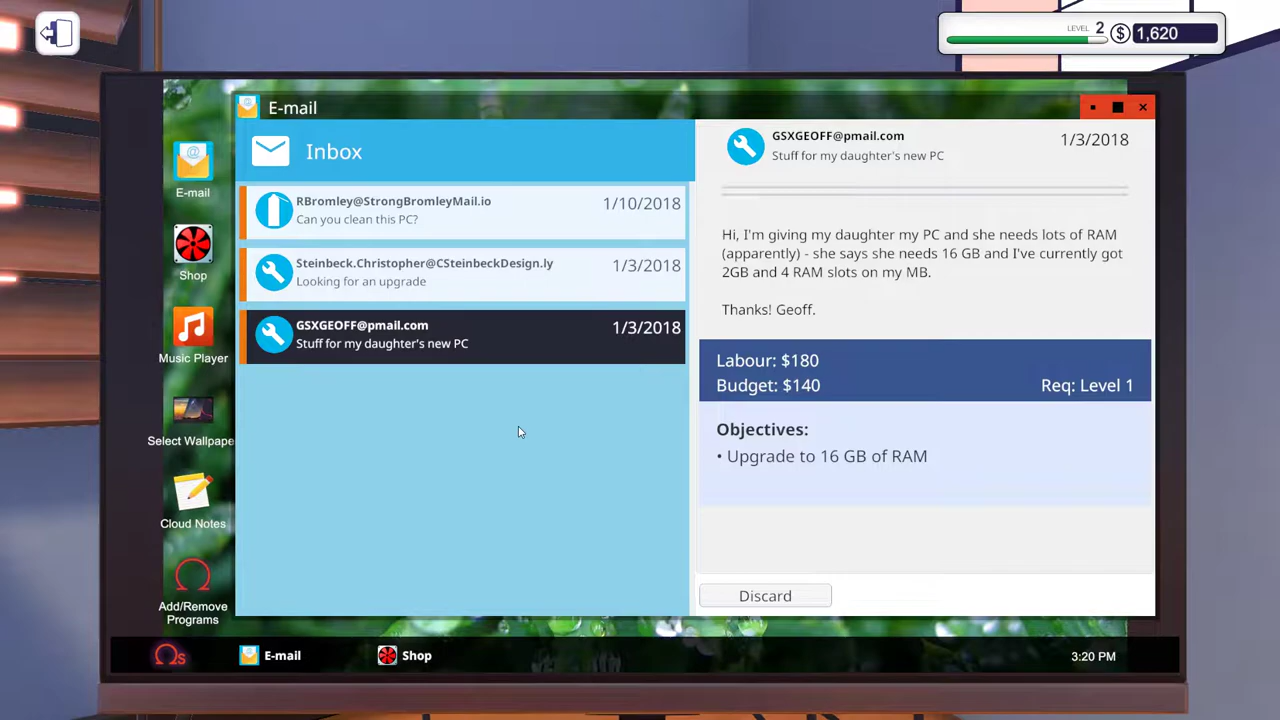 LEVEL 2
$ 1,620
E-mail
Inbox
RBromley@StrongBromleyMail.io
1/10/2018
Can you clean this PC?
Steinbeck.Christopher@CSteinbeckDesign.ly
1/3/2018
Looking for an upgrade
GSXGEOFF@pmail.com
1/3/2018
Stuff for my daughter's new PC
GSXGEOFF@pmail.com
1/3/2018
Stuff for my daughter's new PC
Hi, I'm giving my daughter my PC and she needs lots of RAM
(apparently) - she says she needs 16 GB and I've currently got
2GB and 4 RAM slots on my MB.
Thanks! Geoff.
Labour: $180
Budget: $140
Req: Level 1
Objectives:
• Upgrade to 16 GB of RAM
Discard
E-mail
Shop
Music Player
Select Wallpape
Cloud Notes
Add/Remove
Programs
Ωs
E-mail
Shop
3:20 PM